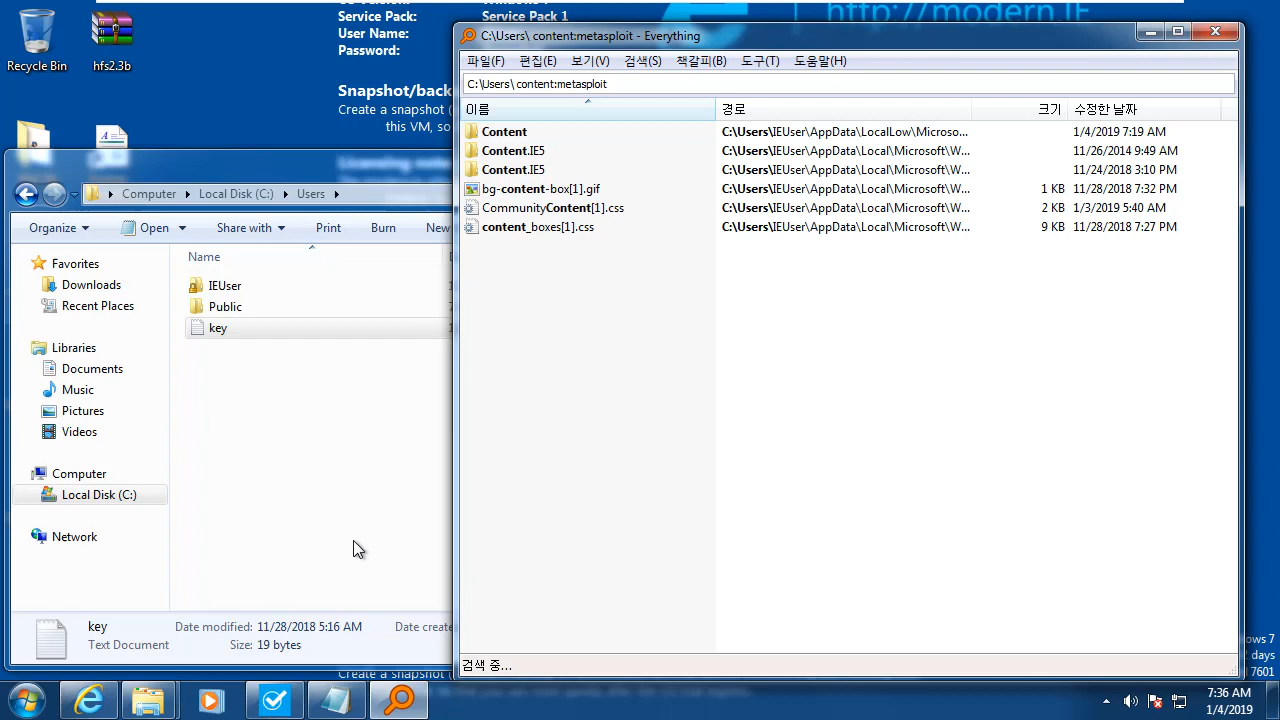 Recycle Bin
hfs2.3b
Service Pack: Service Pack 1
User Name:
Password:
http://modern.IE
Snapshot/back
Create a snapshot (
this VM, so
C:\Users\ content:metasploit - Everything
파일(F) 편집(E) 보기(V) 검색(S) 책갈피(B) 도구(T) 도움말(H)
C:\Users\ content:metasploit
이름 경로 크기 수정한 날짜
Content C:\Users\IEUser\AppData\LocalLow\Microso... 1/4/2019 7:19 AM
Content.IE5 C:\Users\IEUser\AppData\Local\Microsoft\W... 11/26/2014 9:49 AM
Content.IE5 C:\Users\IEUser\AppData\Local\Microsoft\W... 11/24/2018 3:10 PM
bg-content-box[1].gif C:\Users\IEUser\AppData\Local\Microsoft\W... 1 KB 11/28/2018 7:32 PM
CommunityContent[1].css C:\Users\IEUser\AppData\Local\Microsoft\W... 2 KB 1/3/2019 5:40 AM
content_boxes[1].css C:\Users\IEUser\AppData\Local\Microsoft\W... 9 KB 11/28/2018 7:27 PM
검색 중...
Computer Local Disk (C:) Users
Organize Open Share with Print Burn New
Name
Favorites
Downloads
Recent Places
Libraries
Documents
Music
Pictures
Videos
Computer
Local Disk (C:)
Network
IEUser
Public
key
key Date modified: 11/28/2018 5:16 AM Date create
Text Document Size: 19 bytes
Create a snapshot (
ows 7
days
7601
7:36 AM
1/4/2019